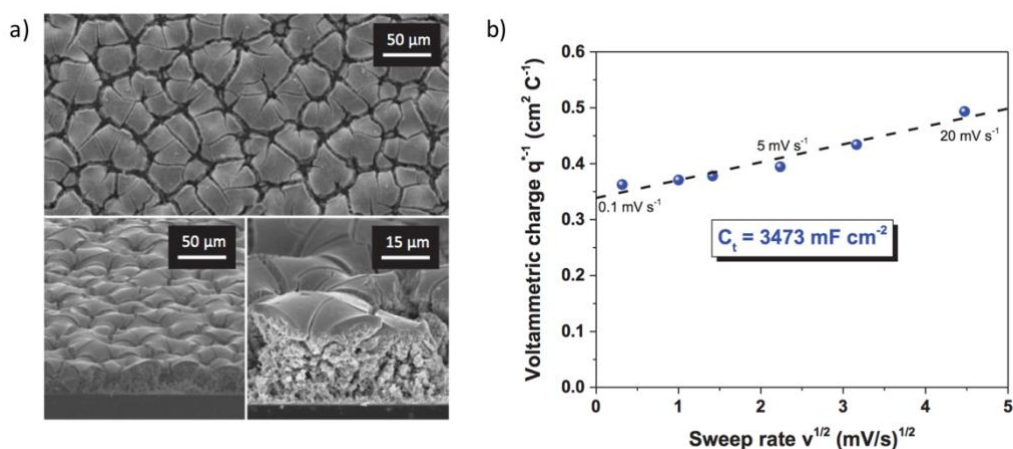 a)
50 µm
50 µm
15 µm
b)
Voltammetric charge q*⁻¹ (cm² C⁻¹)
0.6
0.5
0.4
0.3
0.2
0.1
0.0
0.1 mV s⁻¹
5 mV s⁻¹
20 mV s⁻¹
Cₜ = 3473 mF cm⁻²
0 1 2 3 4 5
Sweep rate v¹/² (mV/s)¹/²